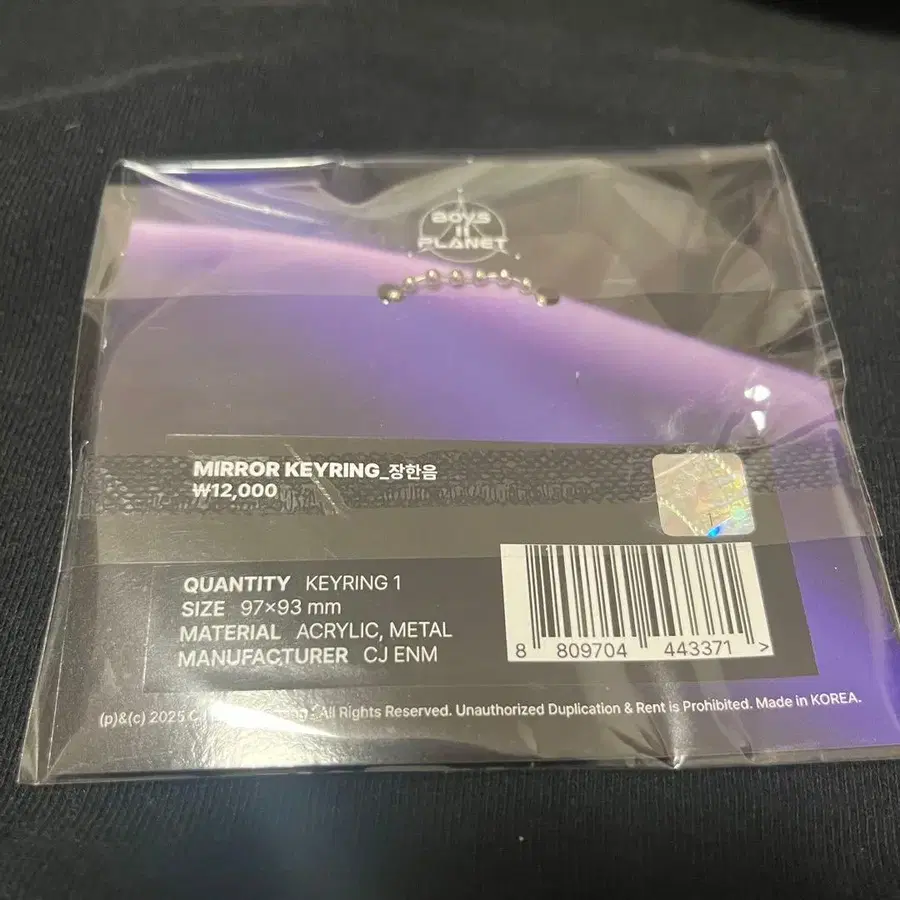 Boys
II
PLANET
MIRROR KEYRING_장한음
₩12,000
QUANTITY KEYRING 1
SIZE 97×93 mm
MATERIAL ACRYLIC, METAL
MANUFACTURER CJ ENM
8 809704 443371 >
(p)&(c) 2025 All Rights Reserved. Unauthorized Duplication & Rent is Prohibited. Made in KOREA.